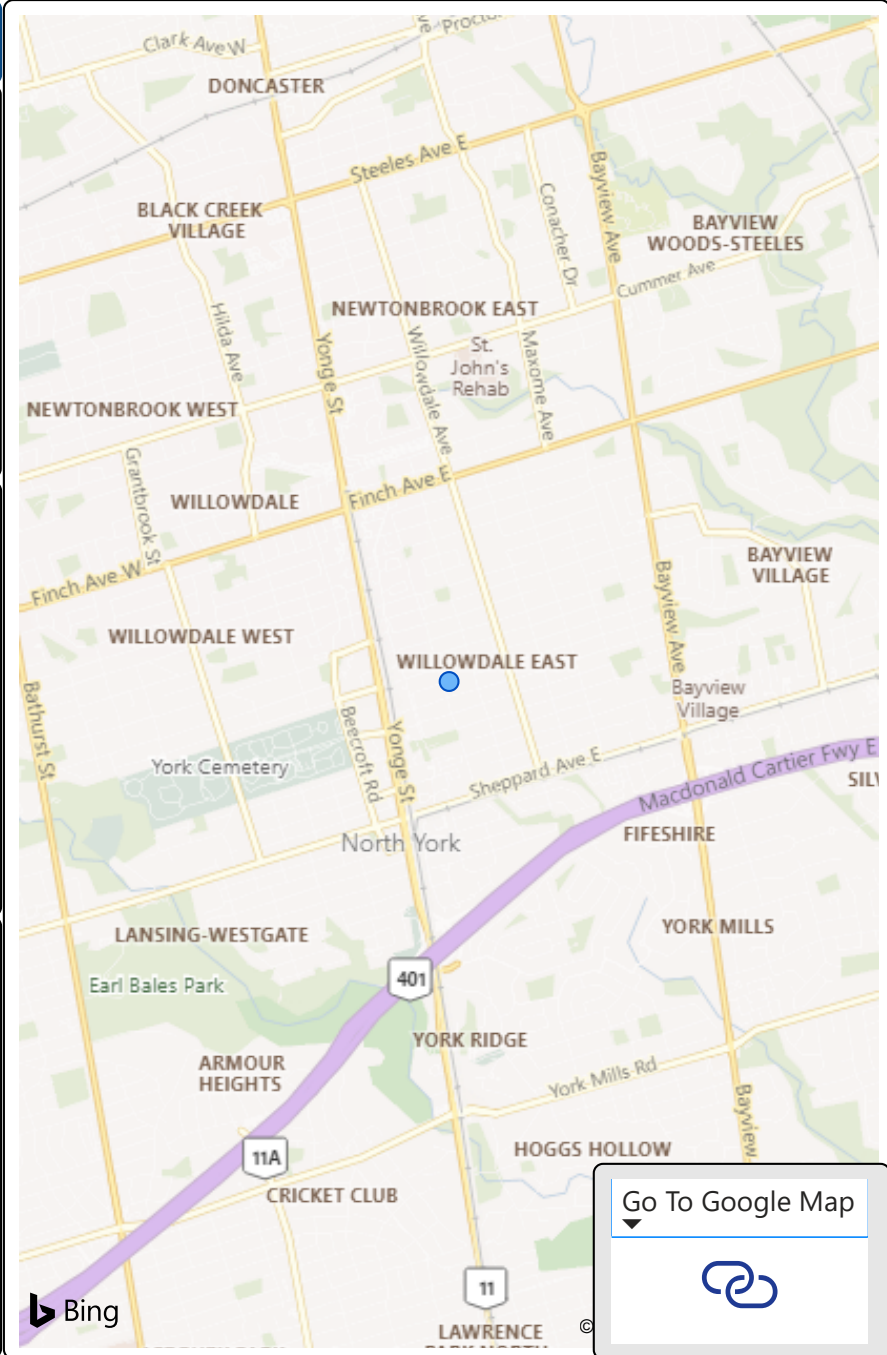 Clark Ave W
Proctor
DONCASTER
Steeles Ave E
BLACK CREEK
VILLAGE
Conacher Dr
Bayview Ave
BAYVIEW
WOODS-STEELES
Cummer Ave
NEWTONBROOK EAST
Hilda Ave
Yonge St
Willowdale Ave
St.
John's
Rehab
Maxome Ave
NEWTONBROOK WEST
Grantbrook St
WILLOWDALE
Finch Ave E
Finch Ave W
BAYVIEW
VILLAGE
Bayview Ave
WILLOWDALE WEST
WILLOWDALE EAST
Bathurst St
Bayview
Village
Beecroft Rd
Yonge St
York Cemetery
Sheppard Ave E
Macdonald Cartier Fwy E
SILV
North York
FIFESHIRE
LANSING-WESTGATE
YORK MILLS
401
Earl Bales Park
YORK RIDGE
ARMOUR
HEIGHTS
York Mills Rd
Bayview
11A
HOGGS HOLLOW
CRICKET CLUB
Go To Google Map
11
Bing
©
LAWRENCE
PARK NORTH